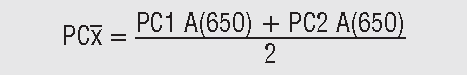 PCx̅ = PC1 A(650) + PC2 A(650)
2